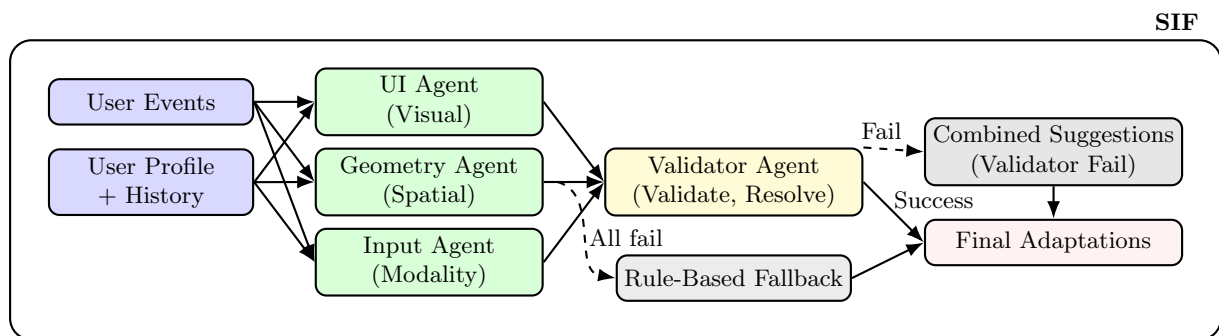 SIF
User Events
User Profile
+ History
UI Agent
(Visual)
Geometry Agent
(Spatial)
Input Agent
(Modality)
All fail
Validator Agent
(Validate, Resolve)
Rule-Based Fallback
Fail
Success
Combined Suggestions
(Validator Fail)
Final Adaptations